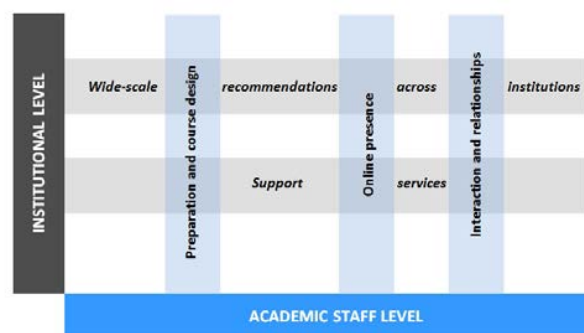 INSTITUTIONAL LEVEL
Wide-scale recommendations across institutions
Support services
Preparation and course design
Online presence
Interaction and relationships
ACADEMIC STAFF LEVEL